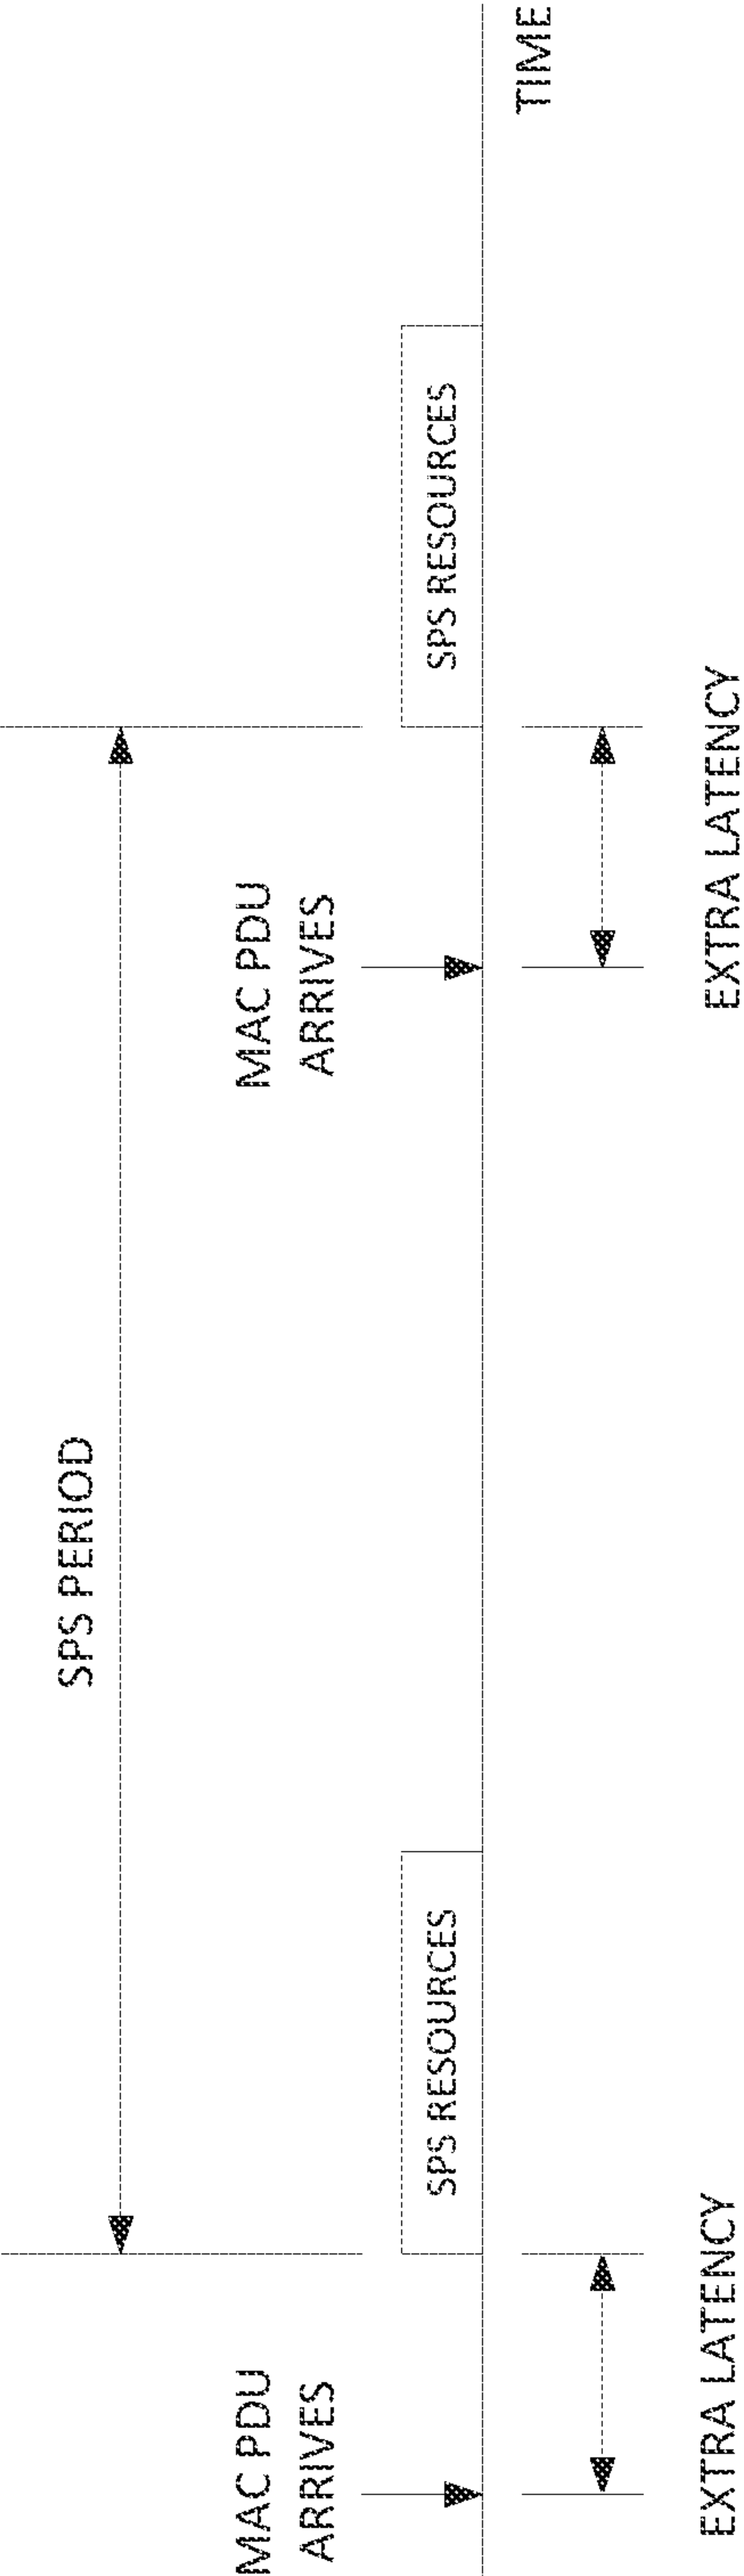 SPS PERIOD
MAC PDU
ARRIVES
MAC PDU
ARRIVES
SPS RESOURCES
SPS RESOURCES
TIME
EXTRA LATENCY
EXTRA LATENCY